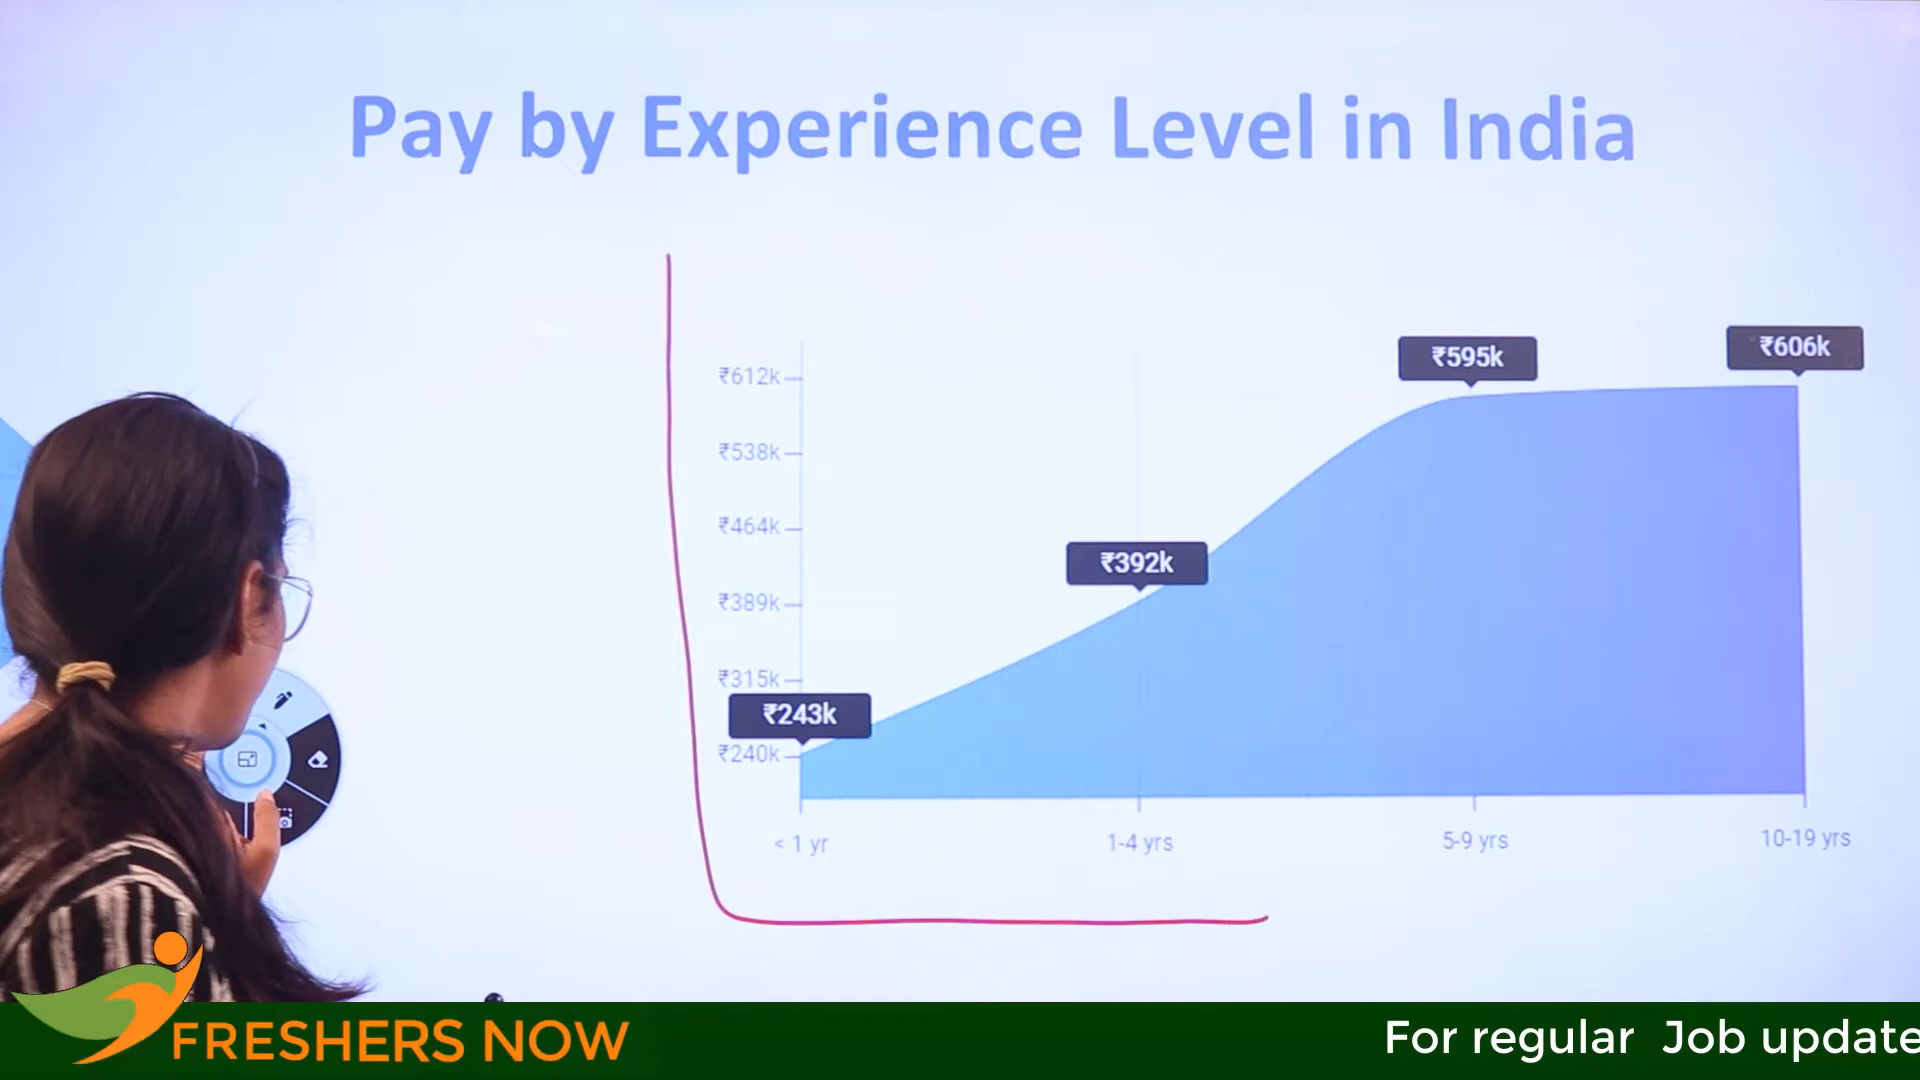 Pay by Experience Level in India
₹612k
₹538k
₹464k
₹389k
₹315k
₹240k
₹243k
₹392k
₹595k
₹606k
< 1 yr
1-4 yrs
5-9 yrs
10-19 yrs
FRESHERS NOW
For regular Job update